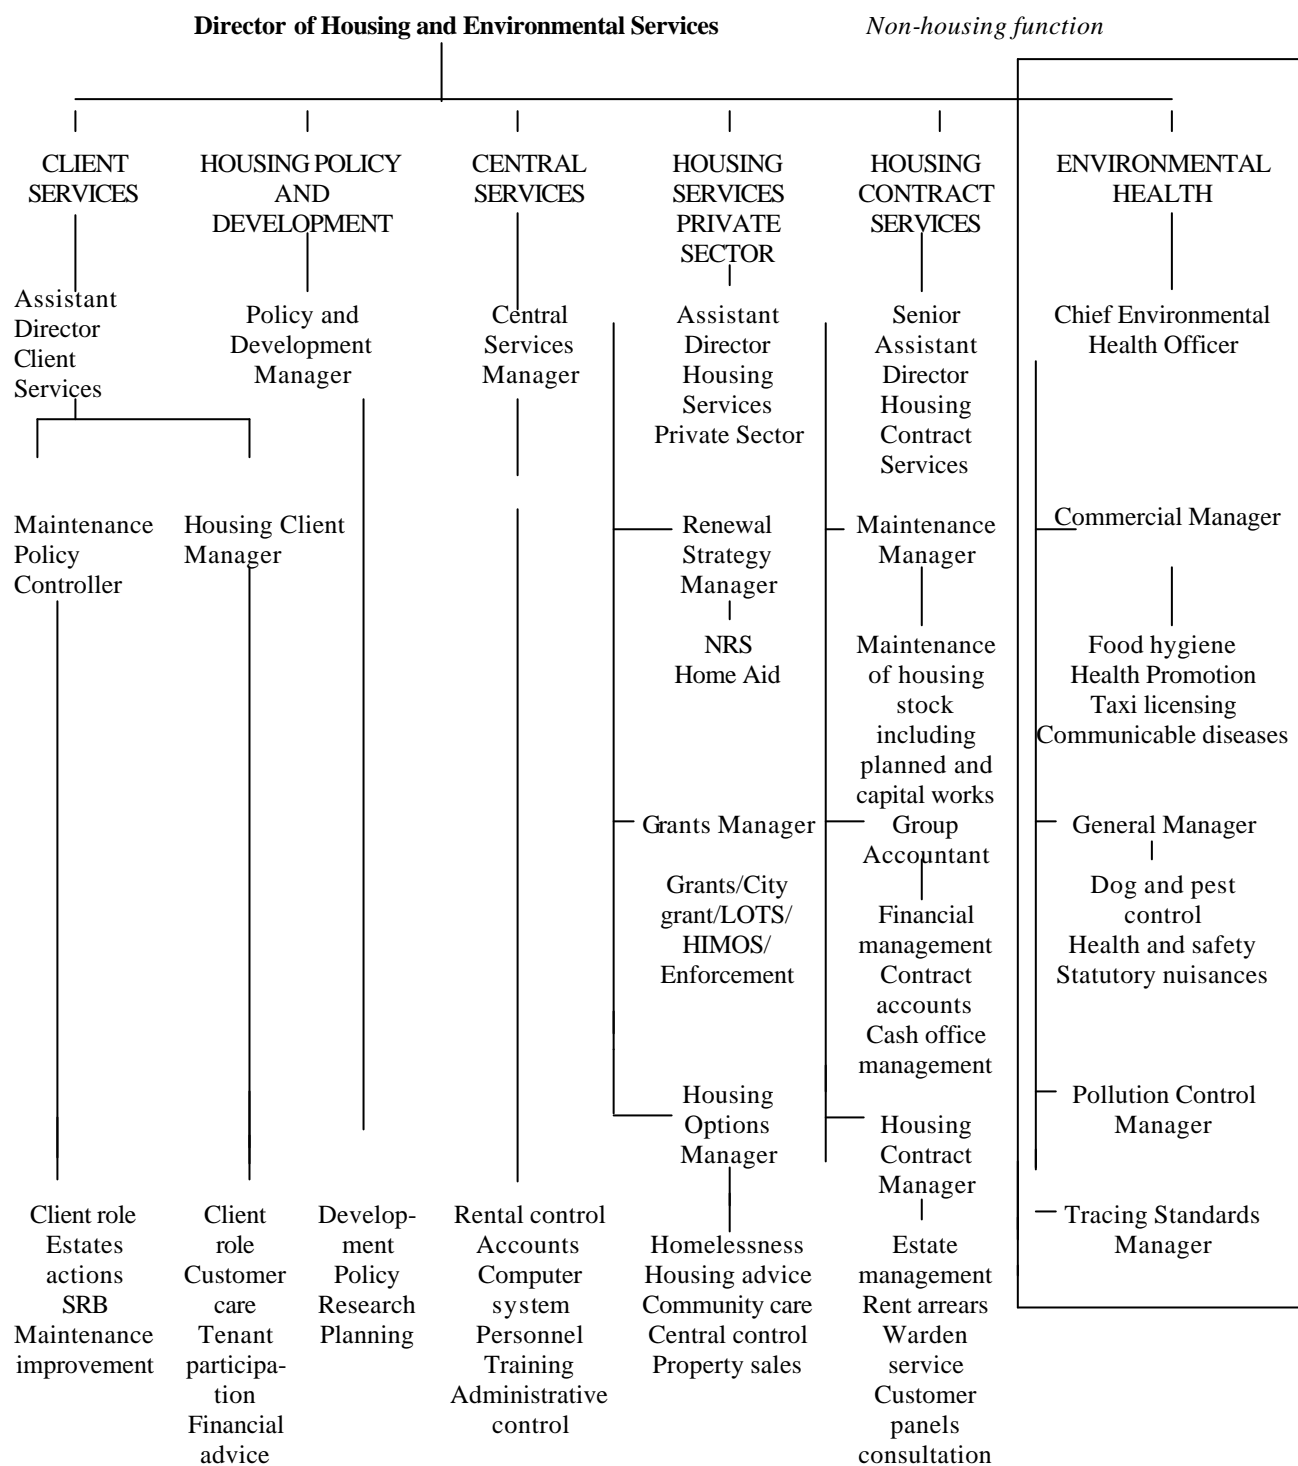 Director of Housing and Environmental Services
Non-housing function
CLIENT
SERVICES
HOUSING POLICY
AND
DEVELOPMENT
CENTRAL
SERVICES
HOUSING
SERVICES
PRIVATE
SECTOR
HOUSING
CONTRACT
SERVICES
ENVIRONMENTAL
HEALTH
Assistant
Director
Client
Services
Policy and
Development
Manager
Central
Services
Manager
Assistant
Director
Housing
Services
Private Sector
Senior
Assistant
Director
Housing
Contract
Services
Chief Environmental
Health Officer
Maintenance
Policy
Controller
Housing Client
Manager
Renewal
Strategy
Manager
NRS
Home Aid
Maintenance
Manager
Maintenance
of housing
stock
including
planned and
capital works
Commercial Manager
Food hygiene
Health Promotion
Taxi licensing
Communicable diseases
Grants Manager
Grants/City
grant/LOTS/
HIMOS/
Enforcement
Group
Accountant
Financial
management
Contract
accounts
Cash office
management
General Manager
Dog and pest
control
Health and safety
Statutory nuisances
Housing
Options
Manager
Housing
Contract
Manager
Pollution Control
Manager
Tracing Standards
Manager
Client role
Estates
actions
SRB
Maintenance
improvement
Client
role
Customer
care
Tenant
participa-
tion
Financial
advice
Develop-
ment
Policy
Research
Planning
Rental control
Accounts
Computer
system
Personnel
Training
Administrative
control
Homelessness
Housing advice
Community care
Central control
Property sales
Estate
management
Rent arrears
Warden
service
Customer
panels
consultation